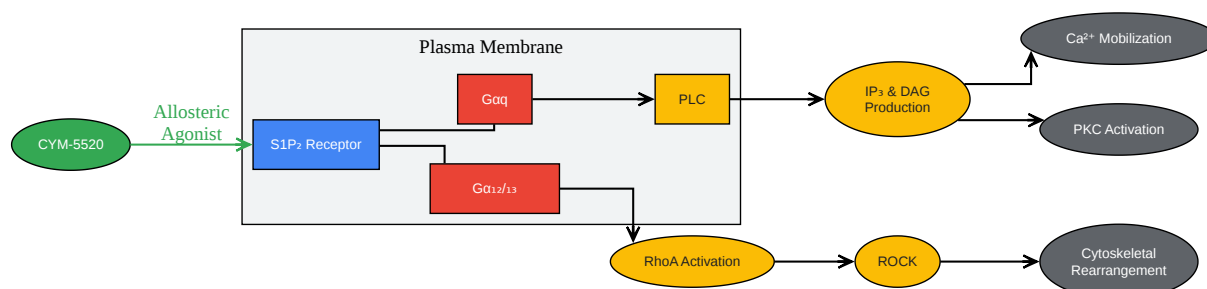 Plasma Membrane
Ca²⁺ Mobilization
Gαq
PLC
IP₃ & DAG
Production
Allosteric
Agonist
CYM-5520
S1P₂ Receptor
PKC Activation
Gα₁₂/₁₃
RhoA Activation
ROCK
Cytoskeletal
Rearrangement